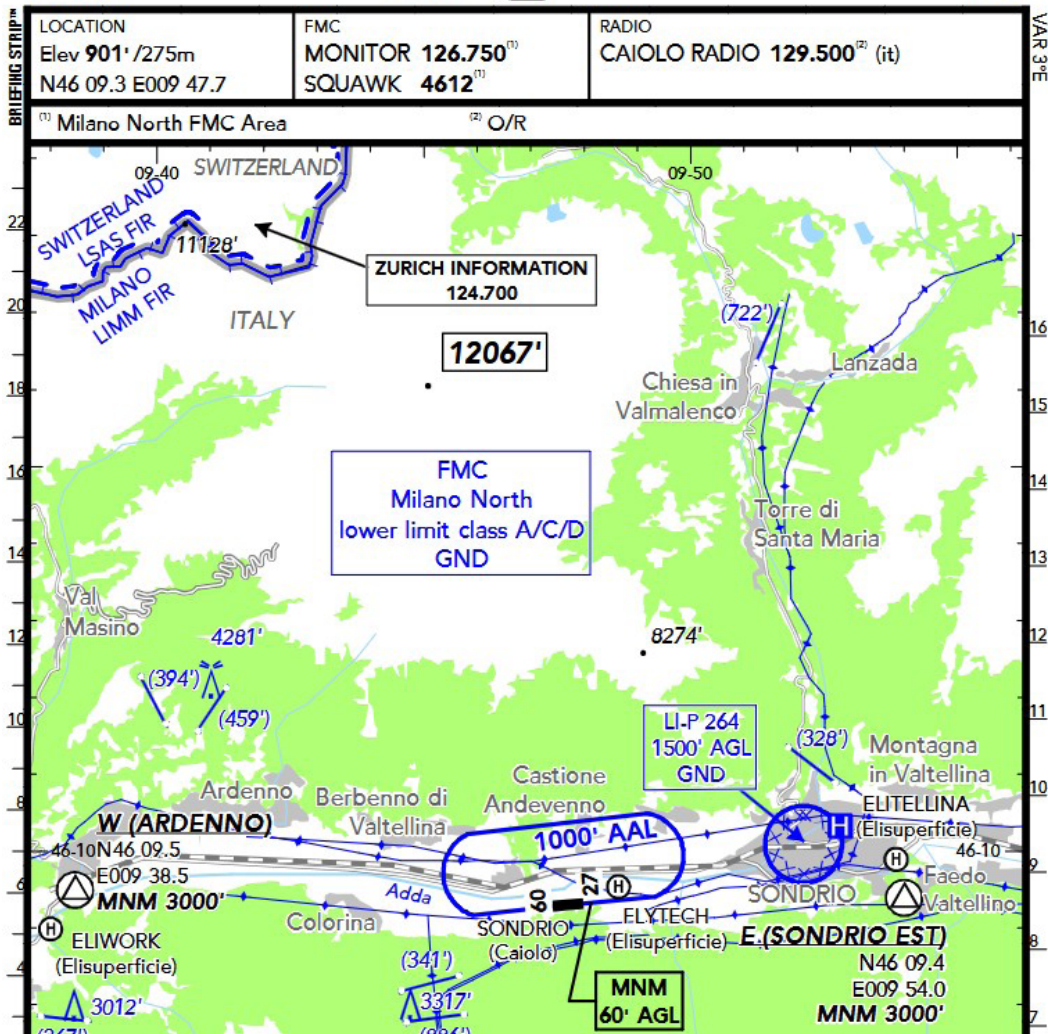 BRIEFING STRIP™
LOCATION
Elev 901' /275m
N46 09.3 E009 47.7
FMC
MONITOR 126.750(1)
SQUAWK 4612(1)
RADIO
CAIOLO RADIO 129.500(2) (it)
VAR 3°E
(1) Milano North FMC Area
(2) O/R
09-40
SWITZERLAND
09-50
SWITZERLAND
LSAS FIR
11128'
MILANO
LIMM FIR
ITALY
ZURICH INFORMATION
124.700
12067'
(722')
Lanzada
Chiesa in
Valmalenco
FMC
Milano North
lower limit class A/C/D
GND
Torre di
Santa Maria
Val
Masino
4281'
(394')
(459')
8274'
LI-P 264
1500' AGL
GND
(328')
Montagna
in Valtellina
Ardenno
Berbenno di
Valtellina
Castione
Andevenno
1000' AAL
ELITELLINA
(Elisuperficie)
H
H
W (ARDENNO)
46-10
N46 09.5
E009 38.5
MNM 3000'
46-10
Adda
Colorina
09
27
H
SONDRIO
(Caiolo)
FLYTECH
(Elisuperficie)
SONDRIO
Faedo
Valtellino
E (SONDRIO EST)
N46 09.4
E009 54.0
MNM 3000'
H
ELIWORK
(Elisuperficie)
(341')
3317'
3012'
MNM
60' AGL
22
20
18
16
14
12
10
8
6
4
16
15
14
13
12
11
10
9
8
7